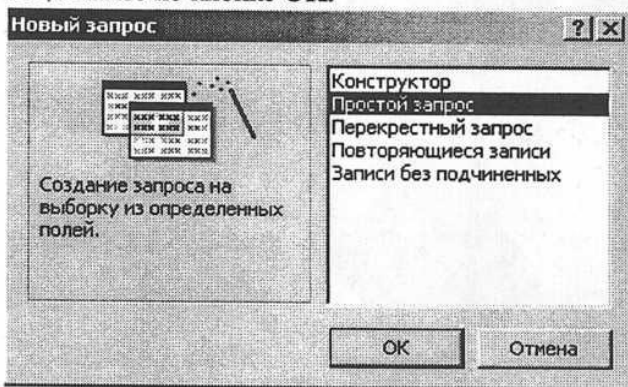 Новый запрос
Создание запроса на
выборку из определенных
полей.
Конструктор
Простой запрос
Перекрестный запрос
Повторяющиеся записи
Записи без подчиненных
ОК
Отмена